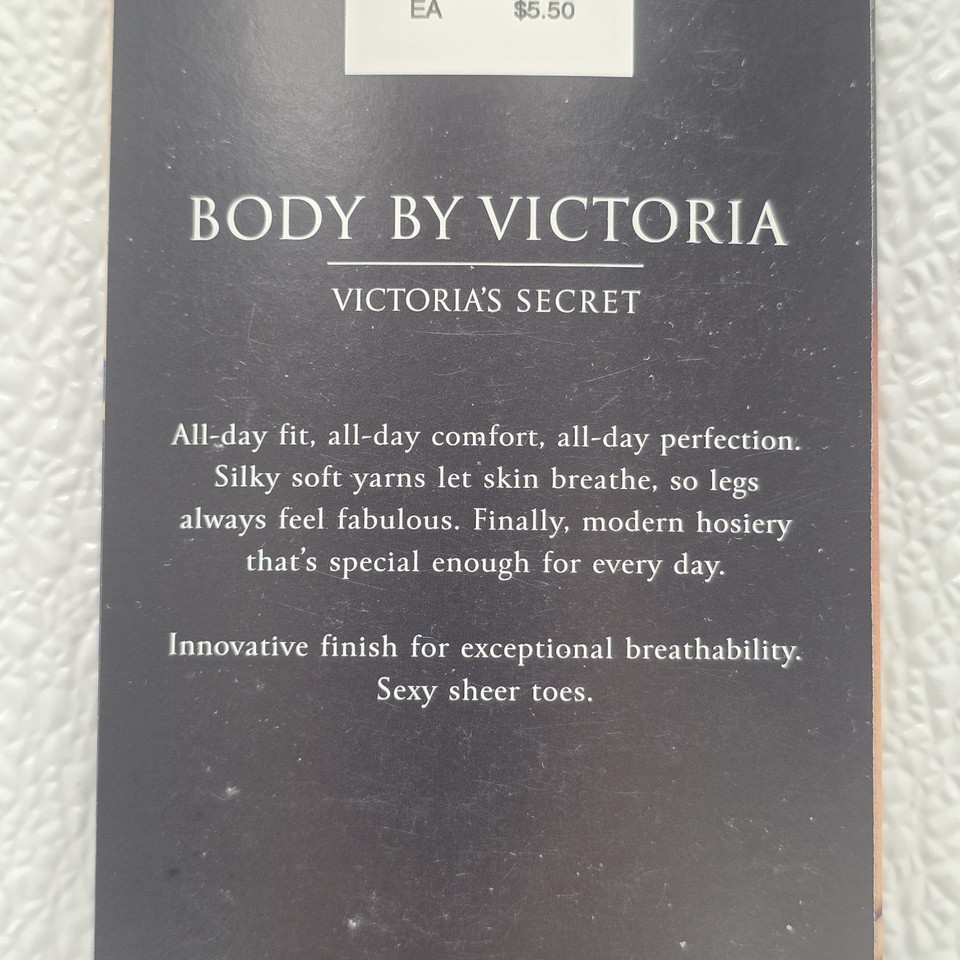 EA $5.50
BODY BY VICTORIA
VICTORIA'S SECRET
All-day fit, all-day comfort, all-day perfection.
Silky soft yarns let skin breathe, so legs
always feel fabulous. Finally, modern hosiery
that's special enough for every day.
Innovative finish for exceptional breathability.
Sexy sheer toes.